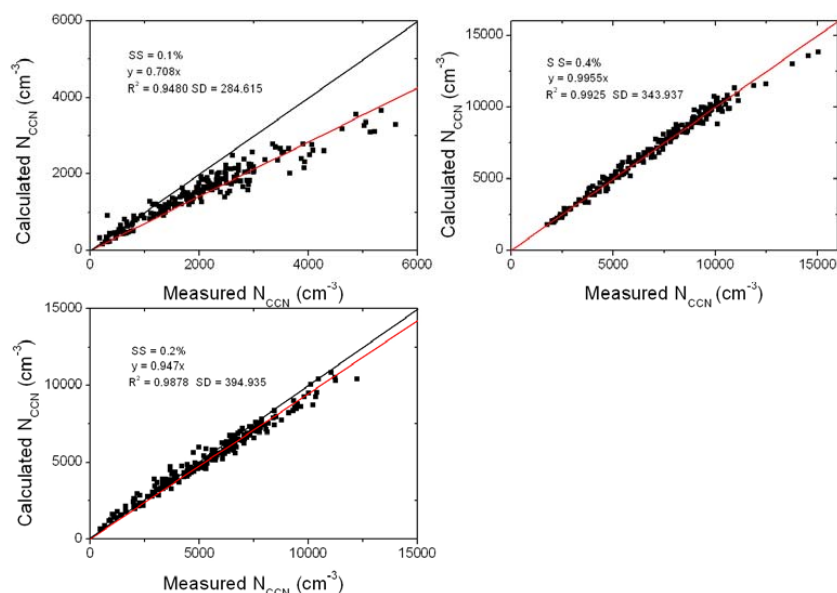 6000
4000
2000
0
Calculated N_CCN (cm⁻³)
SS = 0.1%
y = 0.708x
R² = 0.9480 SD = 284.615
0 2000 4000 6000
Measured N_CCN (cm⁻³)
15000
10000
5000
0
Calculated N_CCN (cm⁻³)
S S= 0.4%
y = 0.9955x
R² = 0.9925 SD = 343.937
0 5000 10000 15000
Measured N_CCN (cm⁻³)
15000
10000
5000
0
Calculated N_CCN (cm⁻³)
SS = 0.2%
y = 0.947x
R² = 0.9878 SD = 394.935
0 5000 10000 15000
Measured N_CCN (cm⁻³)